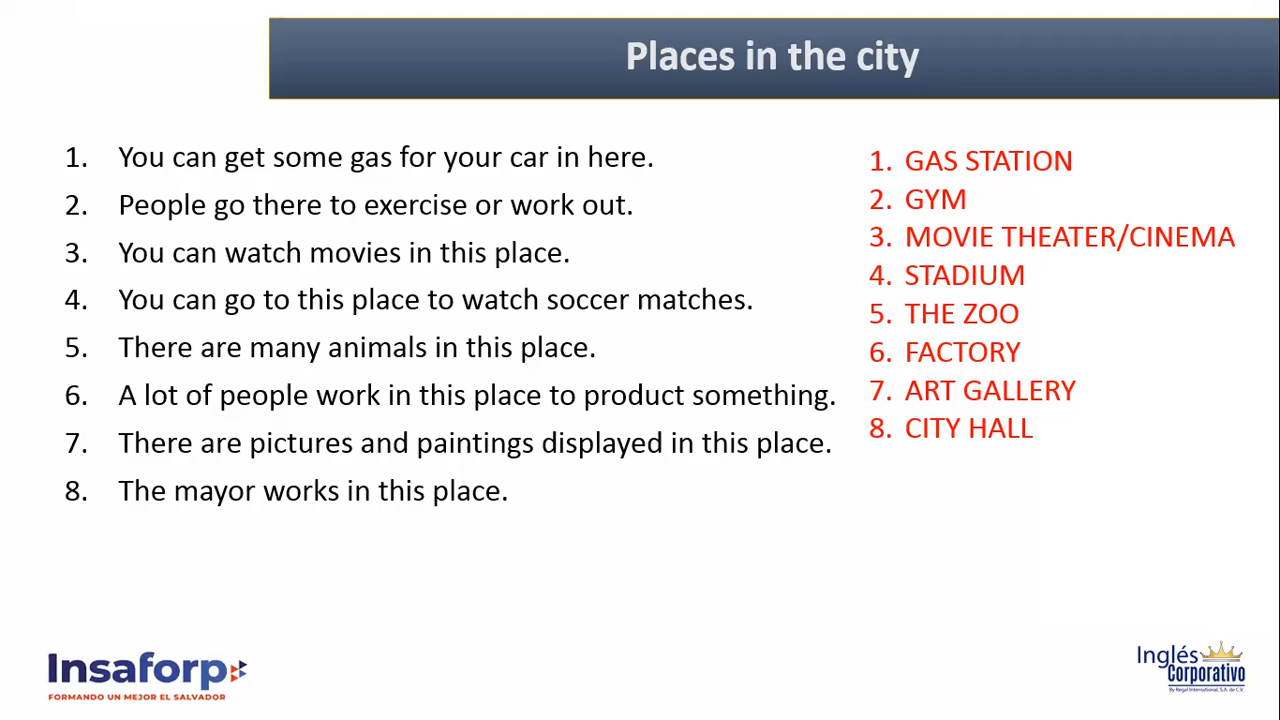 Places in the city
1. You can get some gas for your car in here.
2. People go there to exercise or work out.
3. You can watch movies in this place.
4. You can go to this place to watch soccer matches.
5. There are many animals in this place.
6. A lot of people work in this place to product something.
7. There are pictures and paintings displayed in this place.
8. The mayor works in this place.
1. GAS STATION
2. GYM
3. MOVIE THEATER/CINEMA
4. STADIUM
5. THE ZOO
6. FACTORY
7. ART GALLERY
8. CITY HALL
Insaforp
FORMANDO UN MEJOR EL SALVADOR
Inglés
Corporativo
By Regal International, S.A. de C.V.